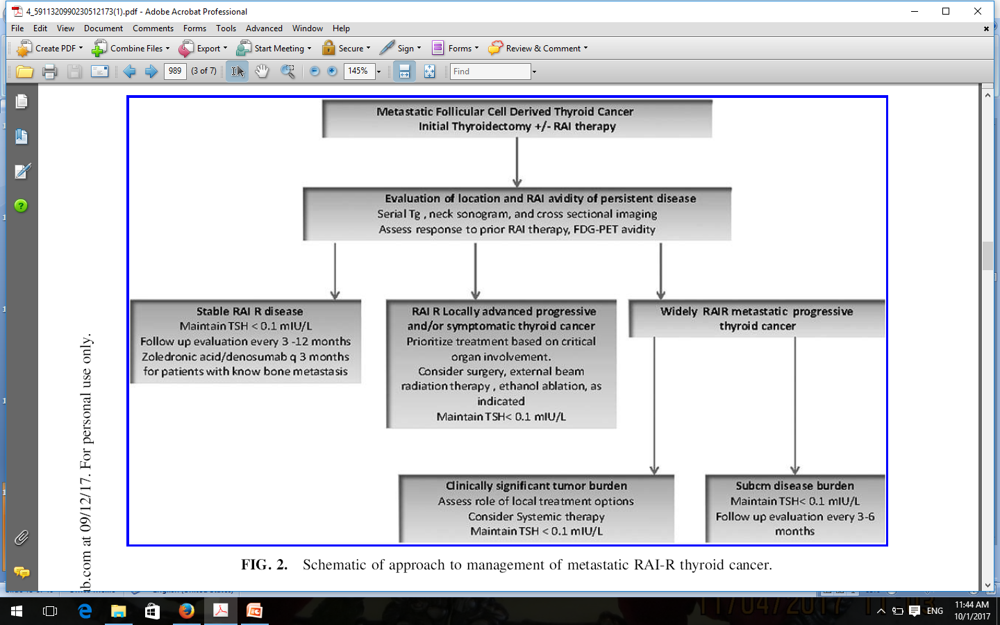 4_5911320990230512173(1).pdf - Adobe Acrobat Professional
File Edit View Document Comments Forms Tools Advanced Window Help
Create PDF Combine Files Export Start Meeting Secure Sign Forms Review & Comment
989 (3 of 7) 145% Find
Metastatic Follicular Cell Derived Thyroid Cancer
Initial Thyroidectomy +/- RAI therapy
Evaluation of location and RAI avidity of persistent disease
Serial Tg , neck sonogram, and cross sectional imaging
Assess response to prior RAI therapy, FDG-PET avidity
Stable RAI R disease
Maintain TSH < 0.1 mIU/L
Follow up evaluation every 3 -12 months
Zoledronic acid/denosumab q 3 months
for patients with know bone metastasis
RAI R Locally advanced progressive
and/or symptomatic thyroid cancer
Prioritize treatment based on critical
organ involvement.
Consider surgery, external beam
radiation therapy , ethanol ablation, as
indicated
Maintain TSH< 0.1 mIU/L
Widely RAIR metastatic progressive
thyroid cancer
Clinically significant tumor burden
Assess role of local treatment options
Consider Systemic therapy
Maintain TSH < 0.1 mIU/L
Subcm disease burden
Maintain TSH< 0.1 mIU/L
Follow up evaluation every 3-6
months
FIG. 2. Schematic of approach to management of metastatic RAI-R thyroid cancer.
b.com at 09/12/17. For personal use only.
ENG
11:44 AM
10/1/2017